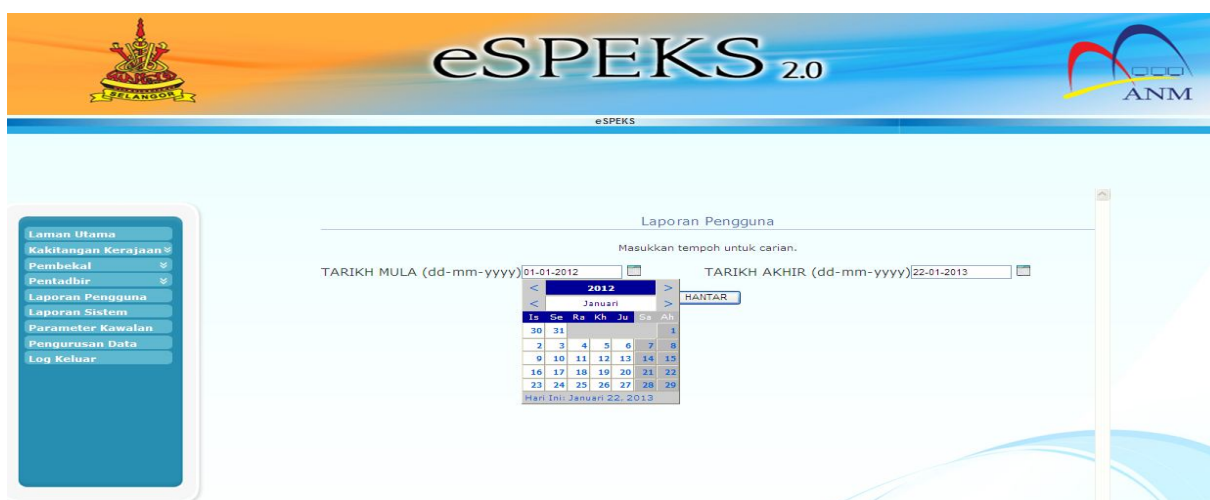 SELANGOR
eSPEKS 2.0
ANM
eSPEKS
Laman Utama
Kakitangan Kerajaan
Pembekal
Pentadbir
Laporan Pengguna
Laporan Sistem
Parameter Kawalan
Pengurusan Data
Log Keluar
Laporan Pengguna
Masukkan tempoh untuk carian.
TARIKH MULA (dd-mm-yyyy) 01-01-2012 TARIKH AKHIR (dd-mm-yyyy) 22-01-2013
HANTAR
< 2012 >
< Januari >
Is Se Ra Kh Ju Sa Ah
30 31 1
2 3 4 5 6 7 8
9 10 11 12 13 14 15
16 17 18 19 20 21 22
23 24 25 26 27 28 29
Hari Ini: Januari 22, 2013